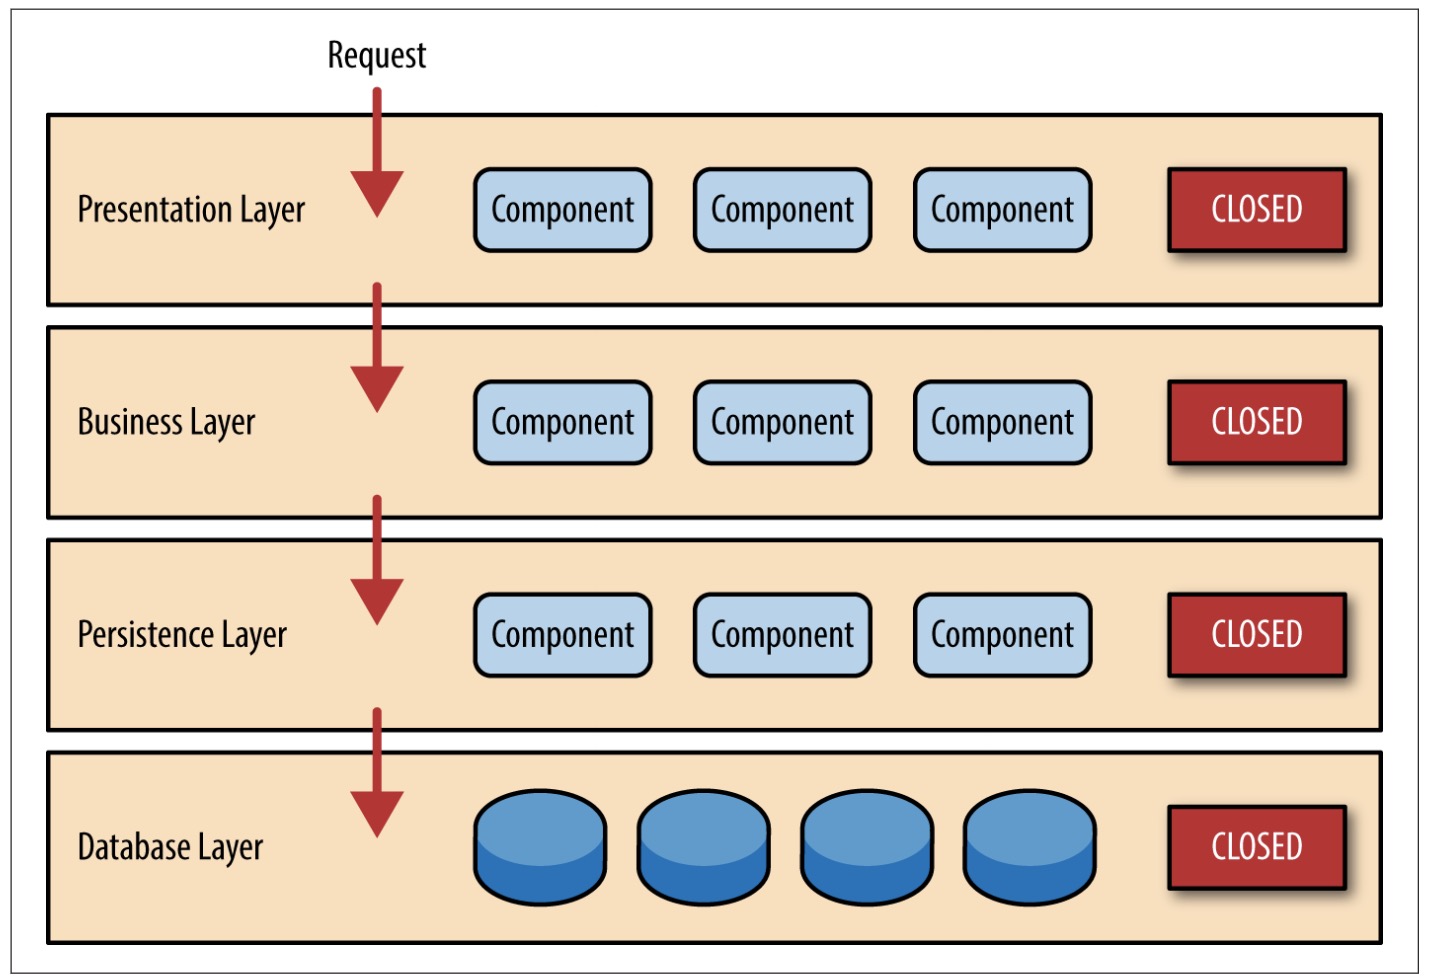 Request
Presentation Layer Component Component Component CLOSED
Business Layer Component Component Component CLOSED
Persistence Layer Component Component Component CLOSED
Database Layer CLOSED